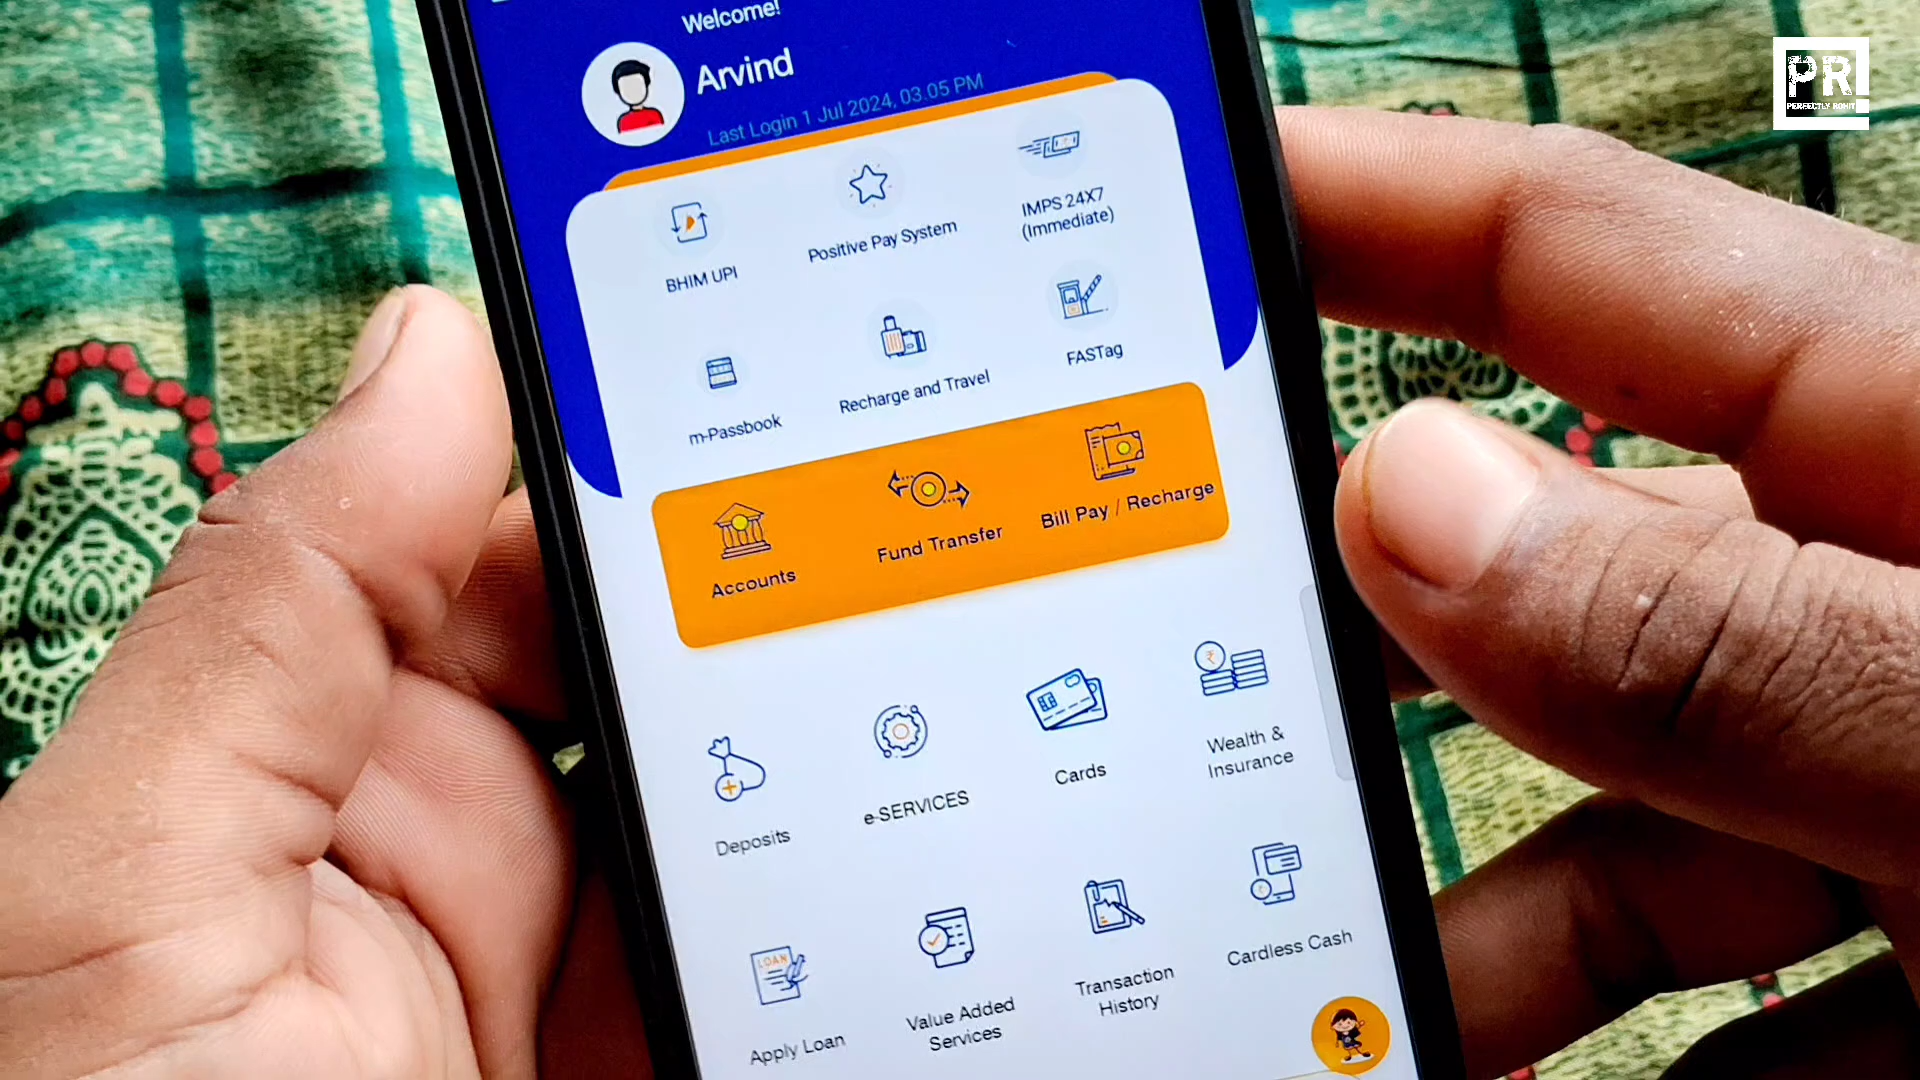 Welcome!
Arvind
Last Login 1 Jul 2024, 03.05 PM
BHIM UPI
Positive Pay System
IMPS 24X7
(Immediate)
m-Passbook
Recharge and Travel
FASTag
Accounts
Fund Transfer
Bill Pay / Recharge
Deposits
e-SERVICES
Cards
Wealth &
Insurance
LOAN
Apply Loan
Value Added
Services
Transaction
History
Cardless Cash
PR!
PERFECTLY ROHIT